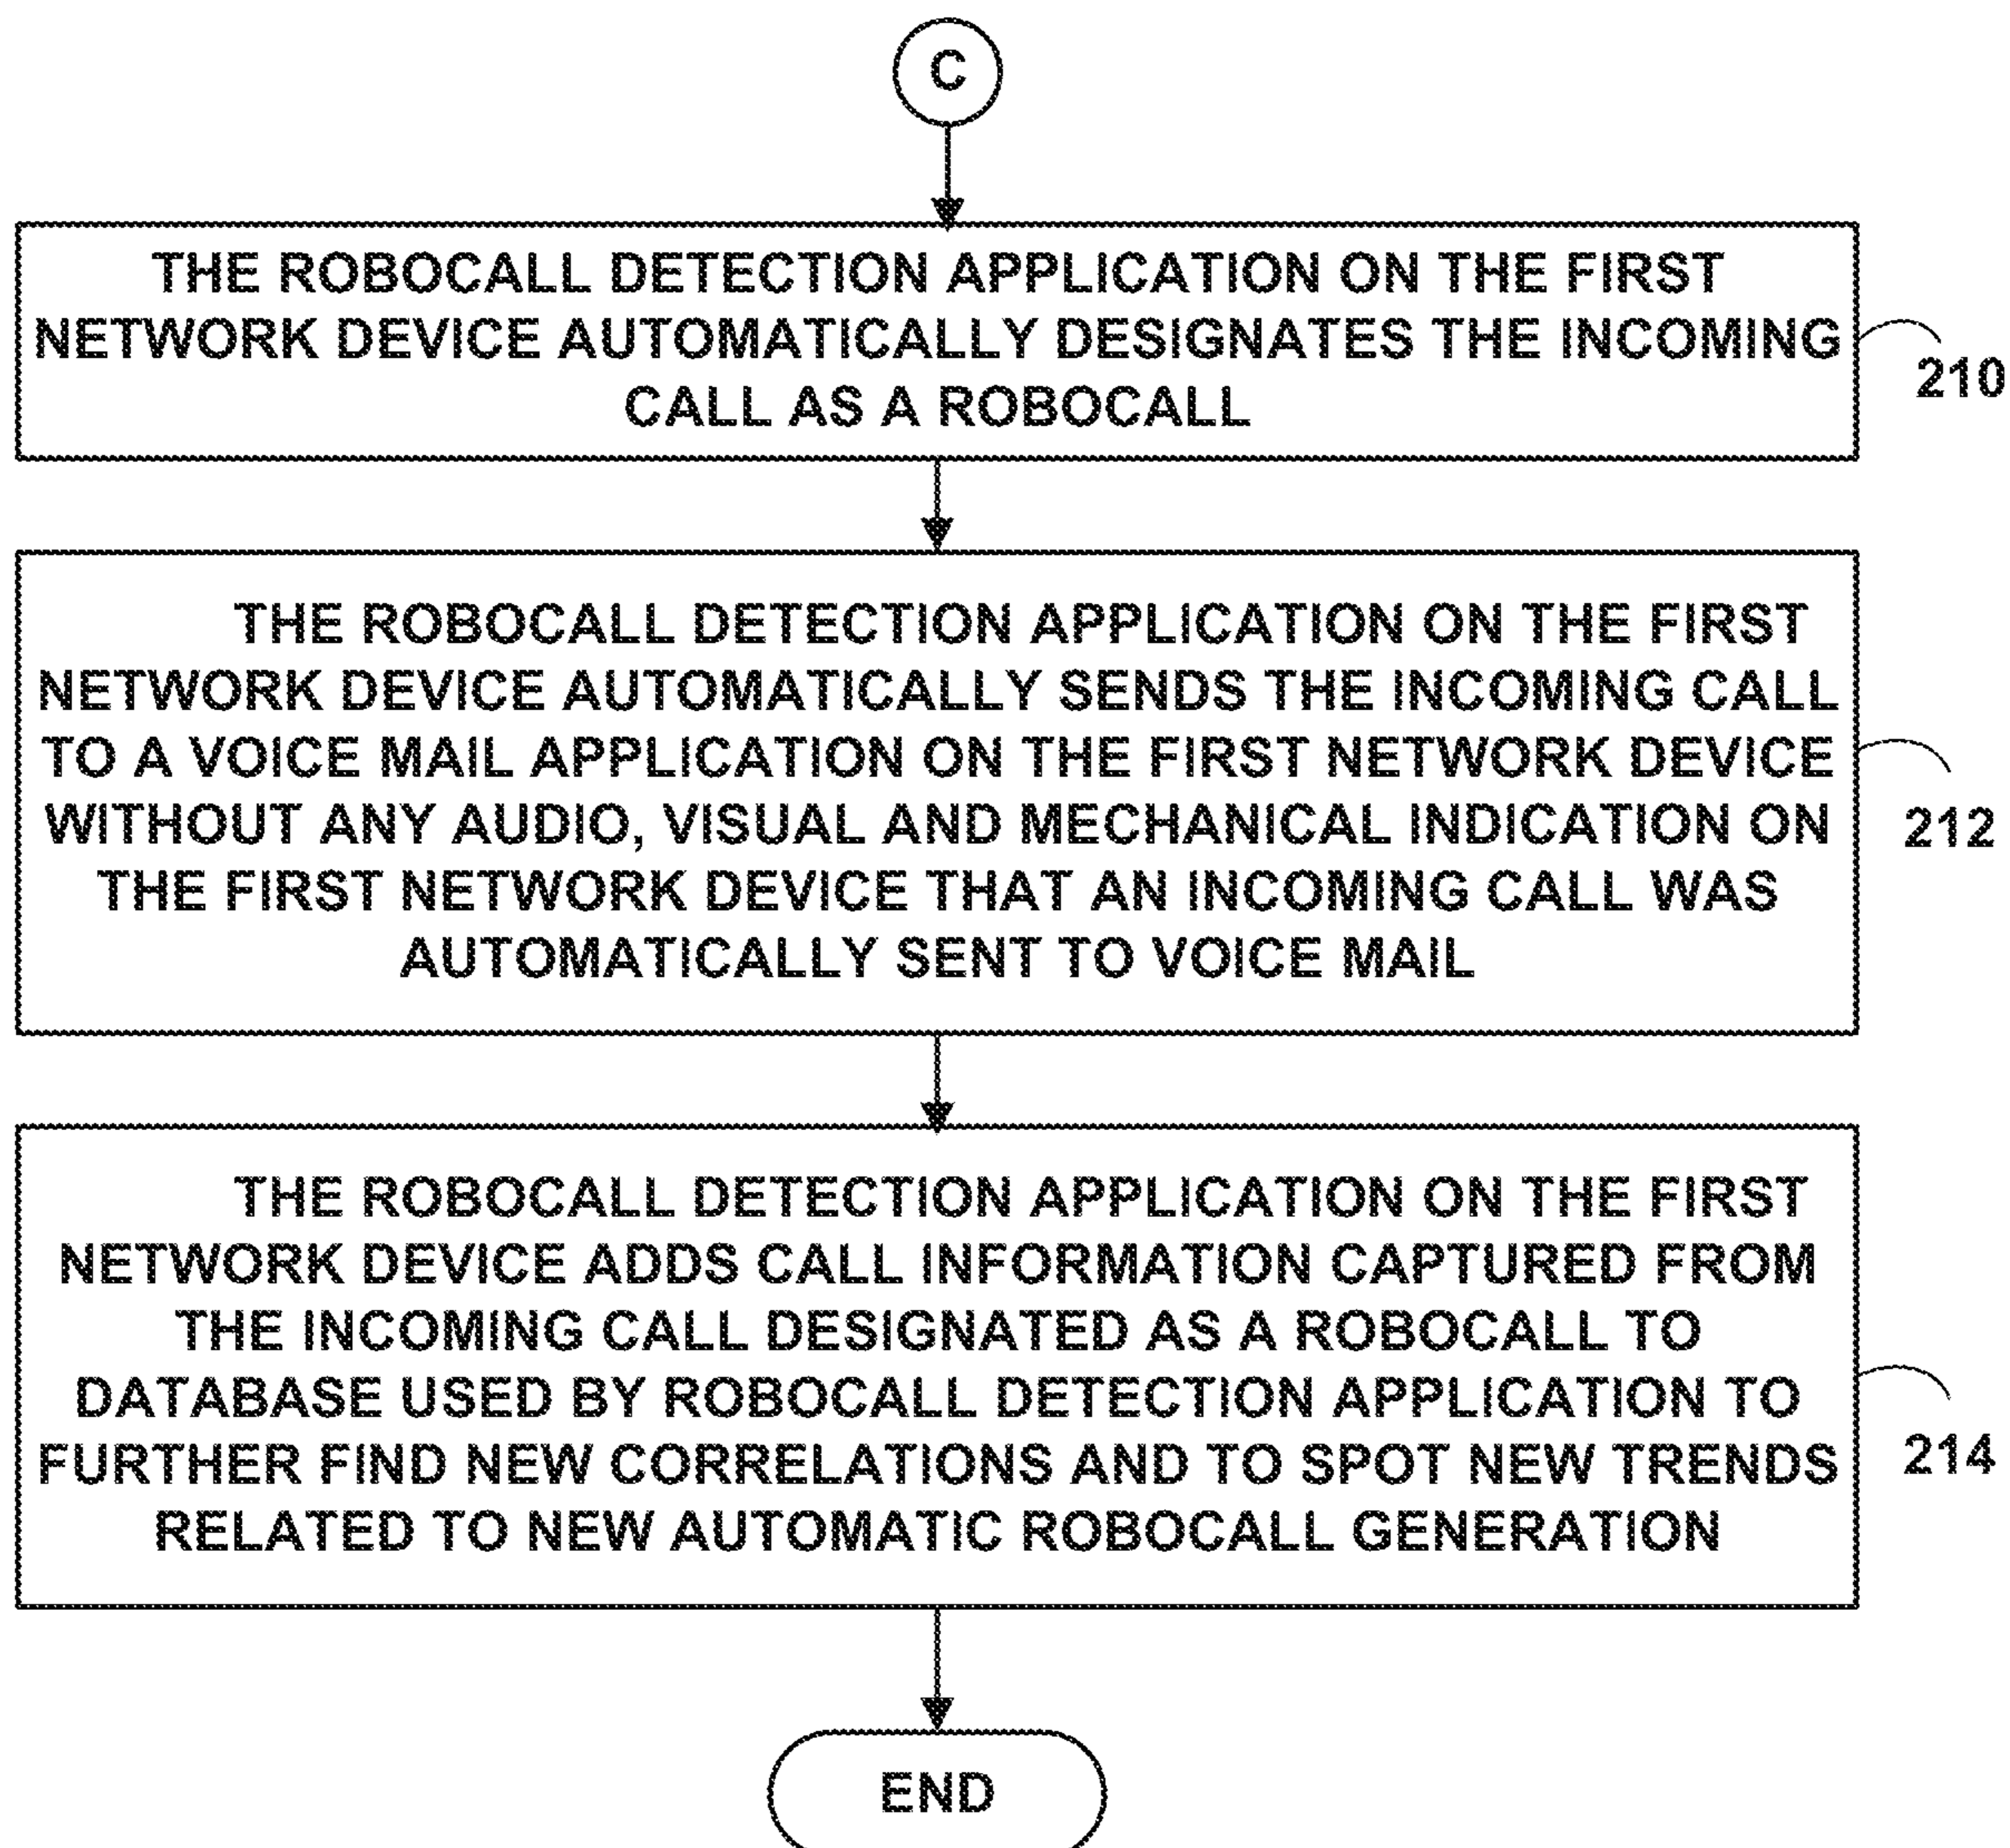 C
THE ROBOCALL DETECTION APPLICATION ON THE FIRST
NETWORK DEVICE AUTOMATICALLY DESIGNATES THE INCOMING
CALL AS A ROBOCALL
210
THE ROBOCALL DETECTION APPLICATION ON THE FIRST
NETWORK DEVICE AUTOMATICALLY SENDS THE INCOMING CALL
TO A VOICE MAIL APPLICATION ON THE FIRST NETWORK DEVICE
WITHOUT ANY AUDIO, VISUAL AND MECHANICAL INDICATION ON
THE FIRST NETWORK DEVICE THAT AN INCOMING CALL WAS
AUTOMATICALLY SENT TO VOICE MAIL
212
THE ROBOCALL DETECTION APPLICATION ON THE FIRST
NETWORK DEVICE ADDS CALL INFORMATION CAPTURED FROM
THE INCOMING CALL DESIGNATED AS A ROBOCALL TO
DATABASE USED BY ROBOCALL DETECTION APPLICATION TO
FURTHER FIND NEW CORRELATIONS AND TO SPOT NEW TRENDS
RELATED TO NEW AUTOMATIC ROBOCALL GENERATION
214
END